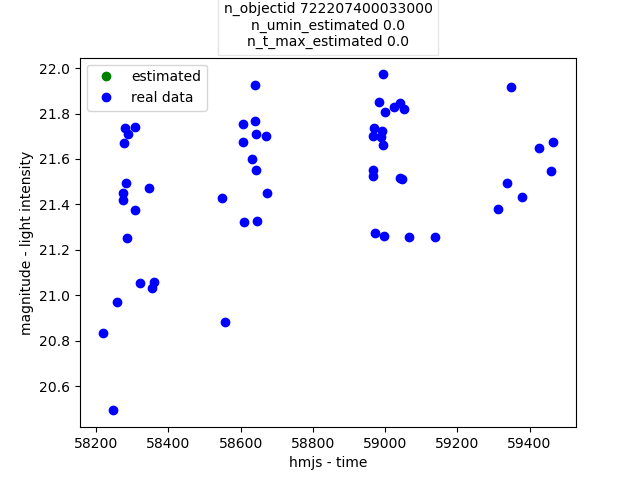 n_objectid 722207400033000
n_umin_estimated 0.0
n_t_max_estimated 0.0
estimated
real data
22.0
21.8
21.6
21.4
21.2
21.0
20.8
20.6
magnitude - light intensity
58200 58400 58600 58800 59000 59200 59400
hmjs - time